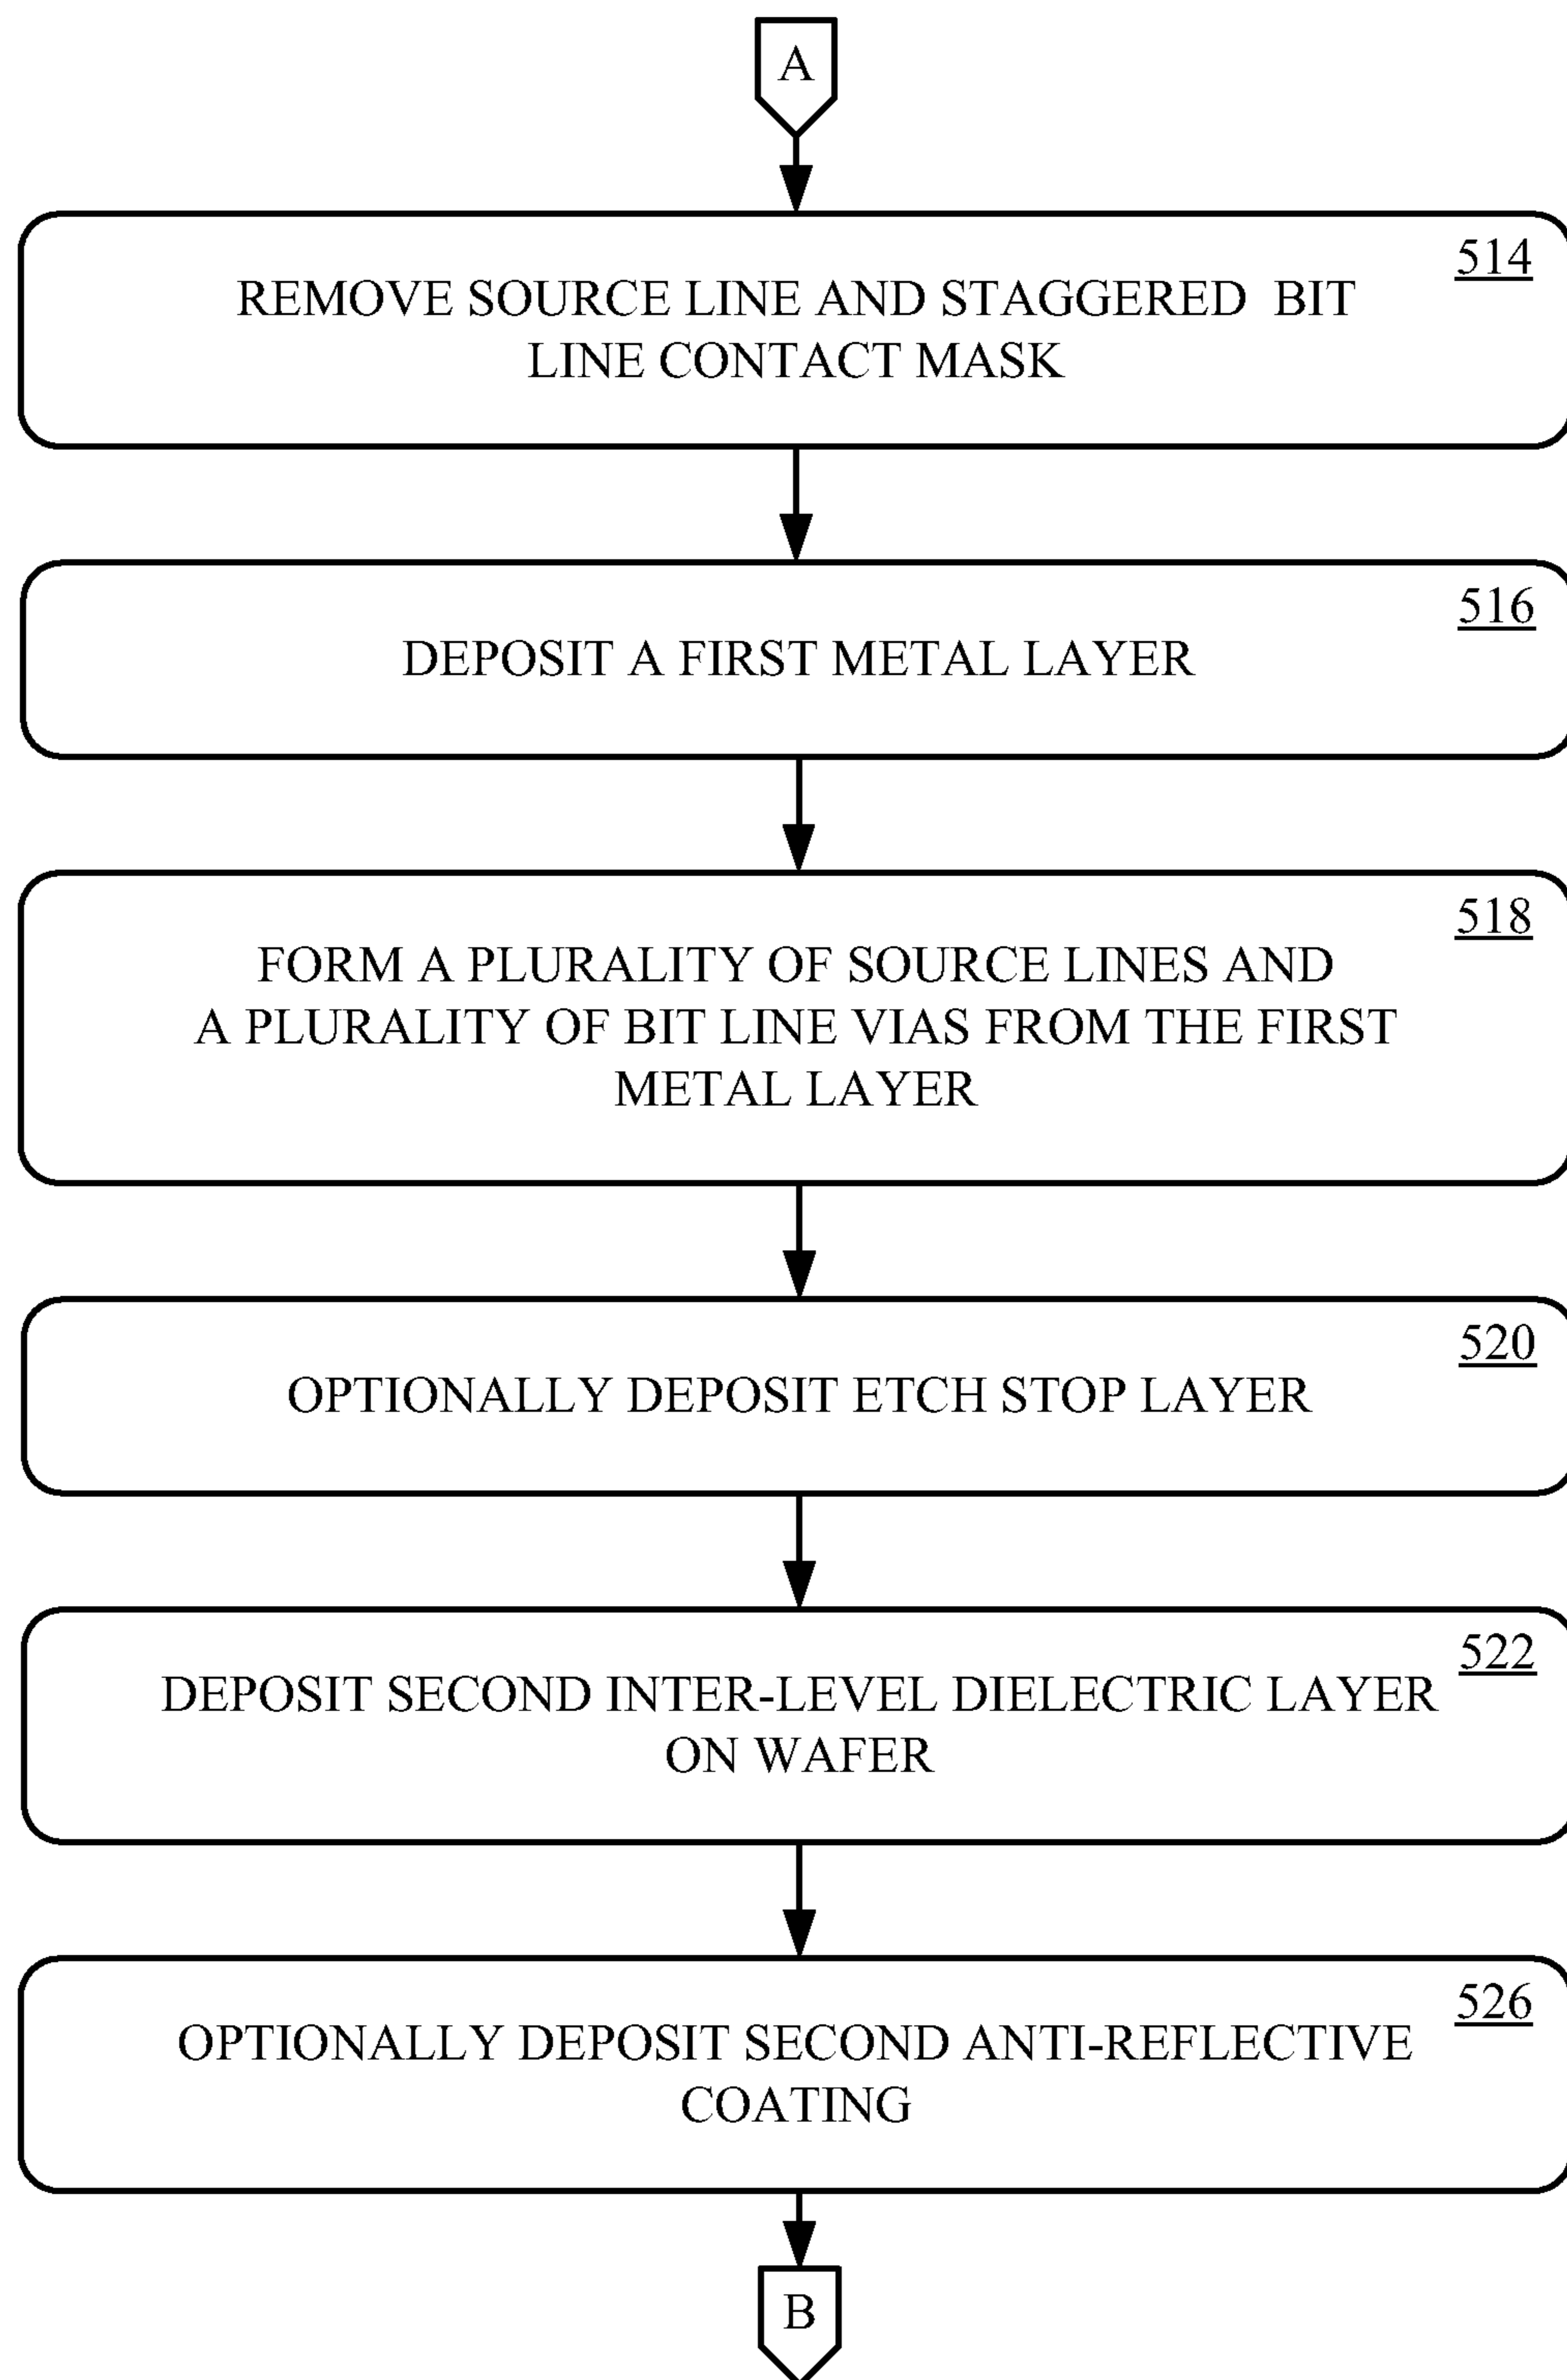 A
514
REMOVE SOURCE LINE AND STAGGERED BIT
LINE CONTACT MASK
516
DEPOSIT A FIRST METAL LAYER
518
FORM A PLURALITY OF SOURCE LINES AND
A PLURALITY OF BIT LINE VIAS FROM THE FIRST
METAL LAYER
520
OPTIONALLY DEPOSIT ETCH STOP LAYER
522
DEPOSIT SECOND INTER-LEVEL DIELECTRIC LAYER
ON WAFER
526
OPTIONALLY DEPOSIT SECOND ANTI-REFLECTIVE
COATING
B